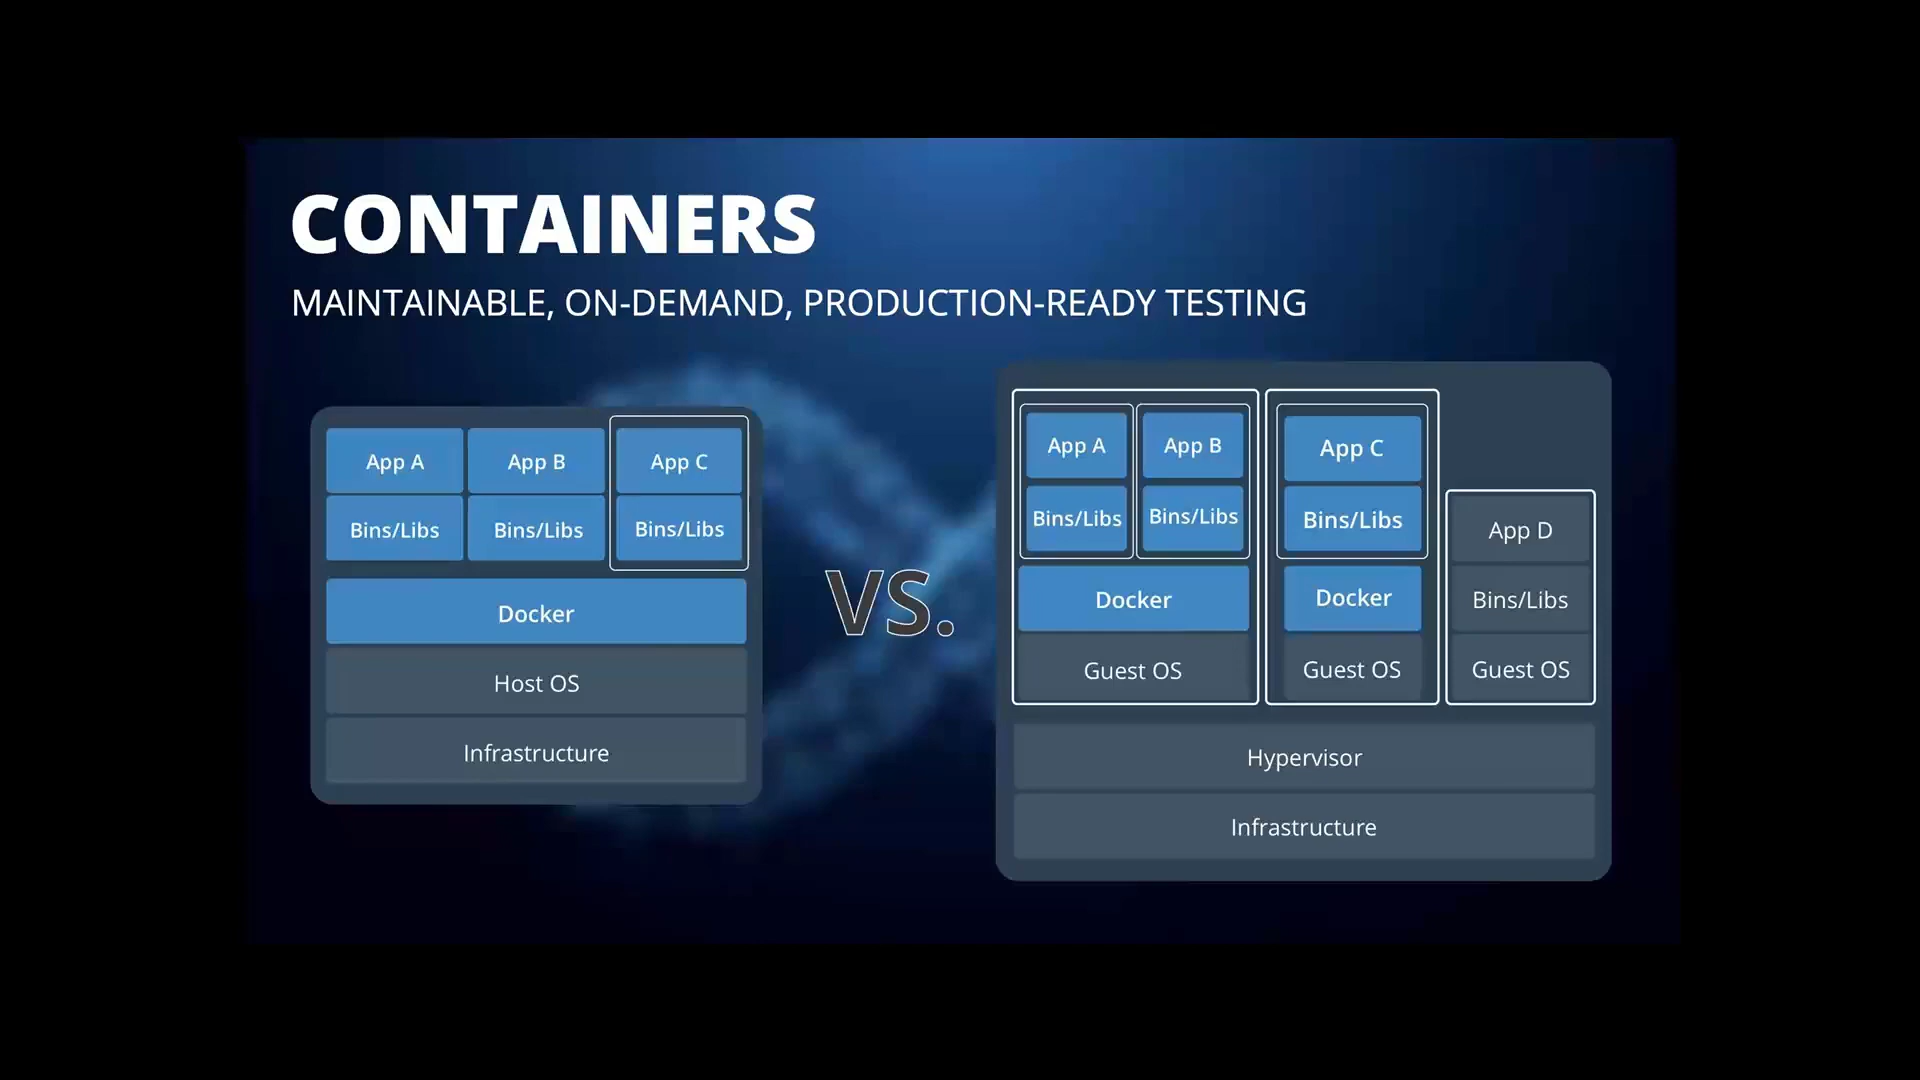 CONTAINERS
MAINTAINABLE, ON-DEMAND, PRODUCTION-READY TESTING
App A App B App C
Bins/Libs Bins/Libs Bins/Libs
Docker
Host OS
Infrastructure
VS.
App A App B App C
Bins/Libs Bins/Libs Bins/Libs
Docker Docker
Guest OS Guest OS
App D
Bins/Libs
Guest OS
Hypervisor
Infrastructure